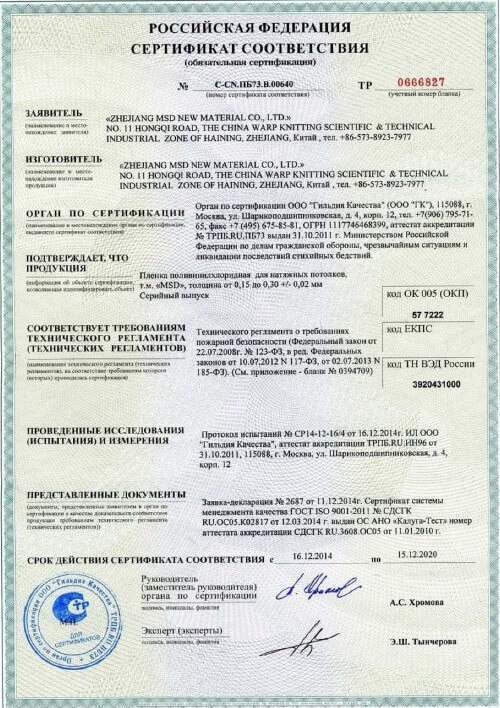 РОССИЙСКАЯ ФЕДЕРАЦИЯ
СЕРТИФИКАТ СООТВЕТСТВИЯ
(обязательная сертификация)
№ C-CN.ПБ73.В.00640 ТР 0666827
(номер сертификата соответствия) (учетный номер бланка)
ЗАЯВИТЕЛЬ
(наименование и место-
нахождение заявителя)
«ZHEJIANG MSD NEW MATERIAL CO., LTD.»
NO. 11 HONGQI ROAD, THE CHINA WARP KNITTING SCIENTIFIC & TECHNICAL
INDUSTRIAL ZONE OF HAINING, ZHEJIANG, Китай , тел. +86-573-8923-7977
ИЗГОТОВИТЕЛЬ
(наименование и место-
нахождение изготовителя
продукции)
«ZHEJIANG MSD NEW MATERIAL CO., LTD.»
NO. 11 HONGQI ROAD, THE CHINA WARP KNITTING SCIENTIFIC & TECHNICAL
INDUSTRIAL ZONE OF HAINING, ZHEJIANG, Китай , тел. +86-573-8923-7977
ОРГАН ПО СЕРТИФИКАЦИИ
(наименование и местонахождение органа по сертификации,
выдавшего сертификат соответствия)
Орган по сертификации ООО "Гильдия Качества" (ООО "ГК"), 115088, г.
Москва, ул. Шарикоподшипниковская, д. 4, корп. 12, тел. +7(906) 795-71-
65, факс +7 (495) 675-85-81, ОГРН 1117746468399, аттестат аккредитации
№ ТРПБ.RU.ПБ73 выдан 31.10.2011 г. Министерством Российской
Федерации по делам гражданской обороны, чрезвычайным ситуациям и
ликвидации последствий стихийных бедствий.
ПОДТВЕРЖДАЕТ, ЧТО
ПРОДУКЦИЯ
(информация об объекте сертификации,
позволяющая идентифицировать объект)
Пленка поливинилхлоридная для натяжных потолков,
т.м. «MSD», толщина от 0,15 до 0,30 +/- 0,02 мм
Серийный выпуск
код ОК 005 (ОКП)
57 7222
код ЕКПС
код ТН ВЭД России
3920431000
СООТВЕТСТВУЕТ ТРЕБОВАНИЯМ
ТЕХНИЧЕСКОГО РЕГЛАМЕНТА
(ТЕХНИЧЕСКИХ РЕГЛАМЕНТОВ)
(наименование технического регламента (технических
регламентов), на соответствие требованиям которого
(которых) проводилась сертификация)
Технического регламента о требованиях
пожарной безопасности (Федеральный закон от
22.07.2008г. № 123-ФЗ, в ред. Федеральных
законов от 10.07.2012 N 117-ФЗ, от 02.07.2013 N
185-ФЗ). (См. приложение - бланк № 0394709)
ПРОВЕДЕННЫЕ ИССЛЕДОВАНИЯ
(ИСПЫТАНИЯ) И ИЗМЕРЕНИЯ
Протокол испытаний № СР14-12-16/4 от 16.12.2014г. ИЛ ООО
"Гильдия Качества", аттестат аккредитации ТРПБ.RU.ИН96 от
31.10.2011, 115088, г. Москва, ул. Шарикоподшипниковская, д. 4,
корп. 12
ПРЕДСТАВЛЕННЫЕ ДОКУМЕНТЫ
(документы, представленные заявителем в орган по
сертификации в качестве доказательств соответствия
продукции требованиям технического регламента
(технических регламентов))
Заявка-декларация № 2687 от 11.12.2014г. Сертификат системы
менеджмента качества ГОСТ ISO 9001-2011 № СДСГК
RU.ОС05.К02817 от 12.03 2014 г. выдан ОС АНО «Калуга-Тест» номер
аттестата аккредитации СДСГК RU.3608.ОС05 от 11.01.2010 г.
СРОК ДЕЙСТВИЯ СЕРТИФИКАТА СООТВЕТСТВИЯ с 16.12.2014 по 15.12.2020
Руководитель
(заместитель руководителя)
органа по сертификации
подпись, инициалы, фамилия
А.С. Хромова
Эксперт (эксперты)
подпись, инициалы, фамилия
Э.Ш. Тынчерова
М.П.
Орган по сертификации ООО "Гильдия Качества" ТРПБ.RU.ПБ73
ДЛЯ
СЕРТИФИКАТОВ